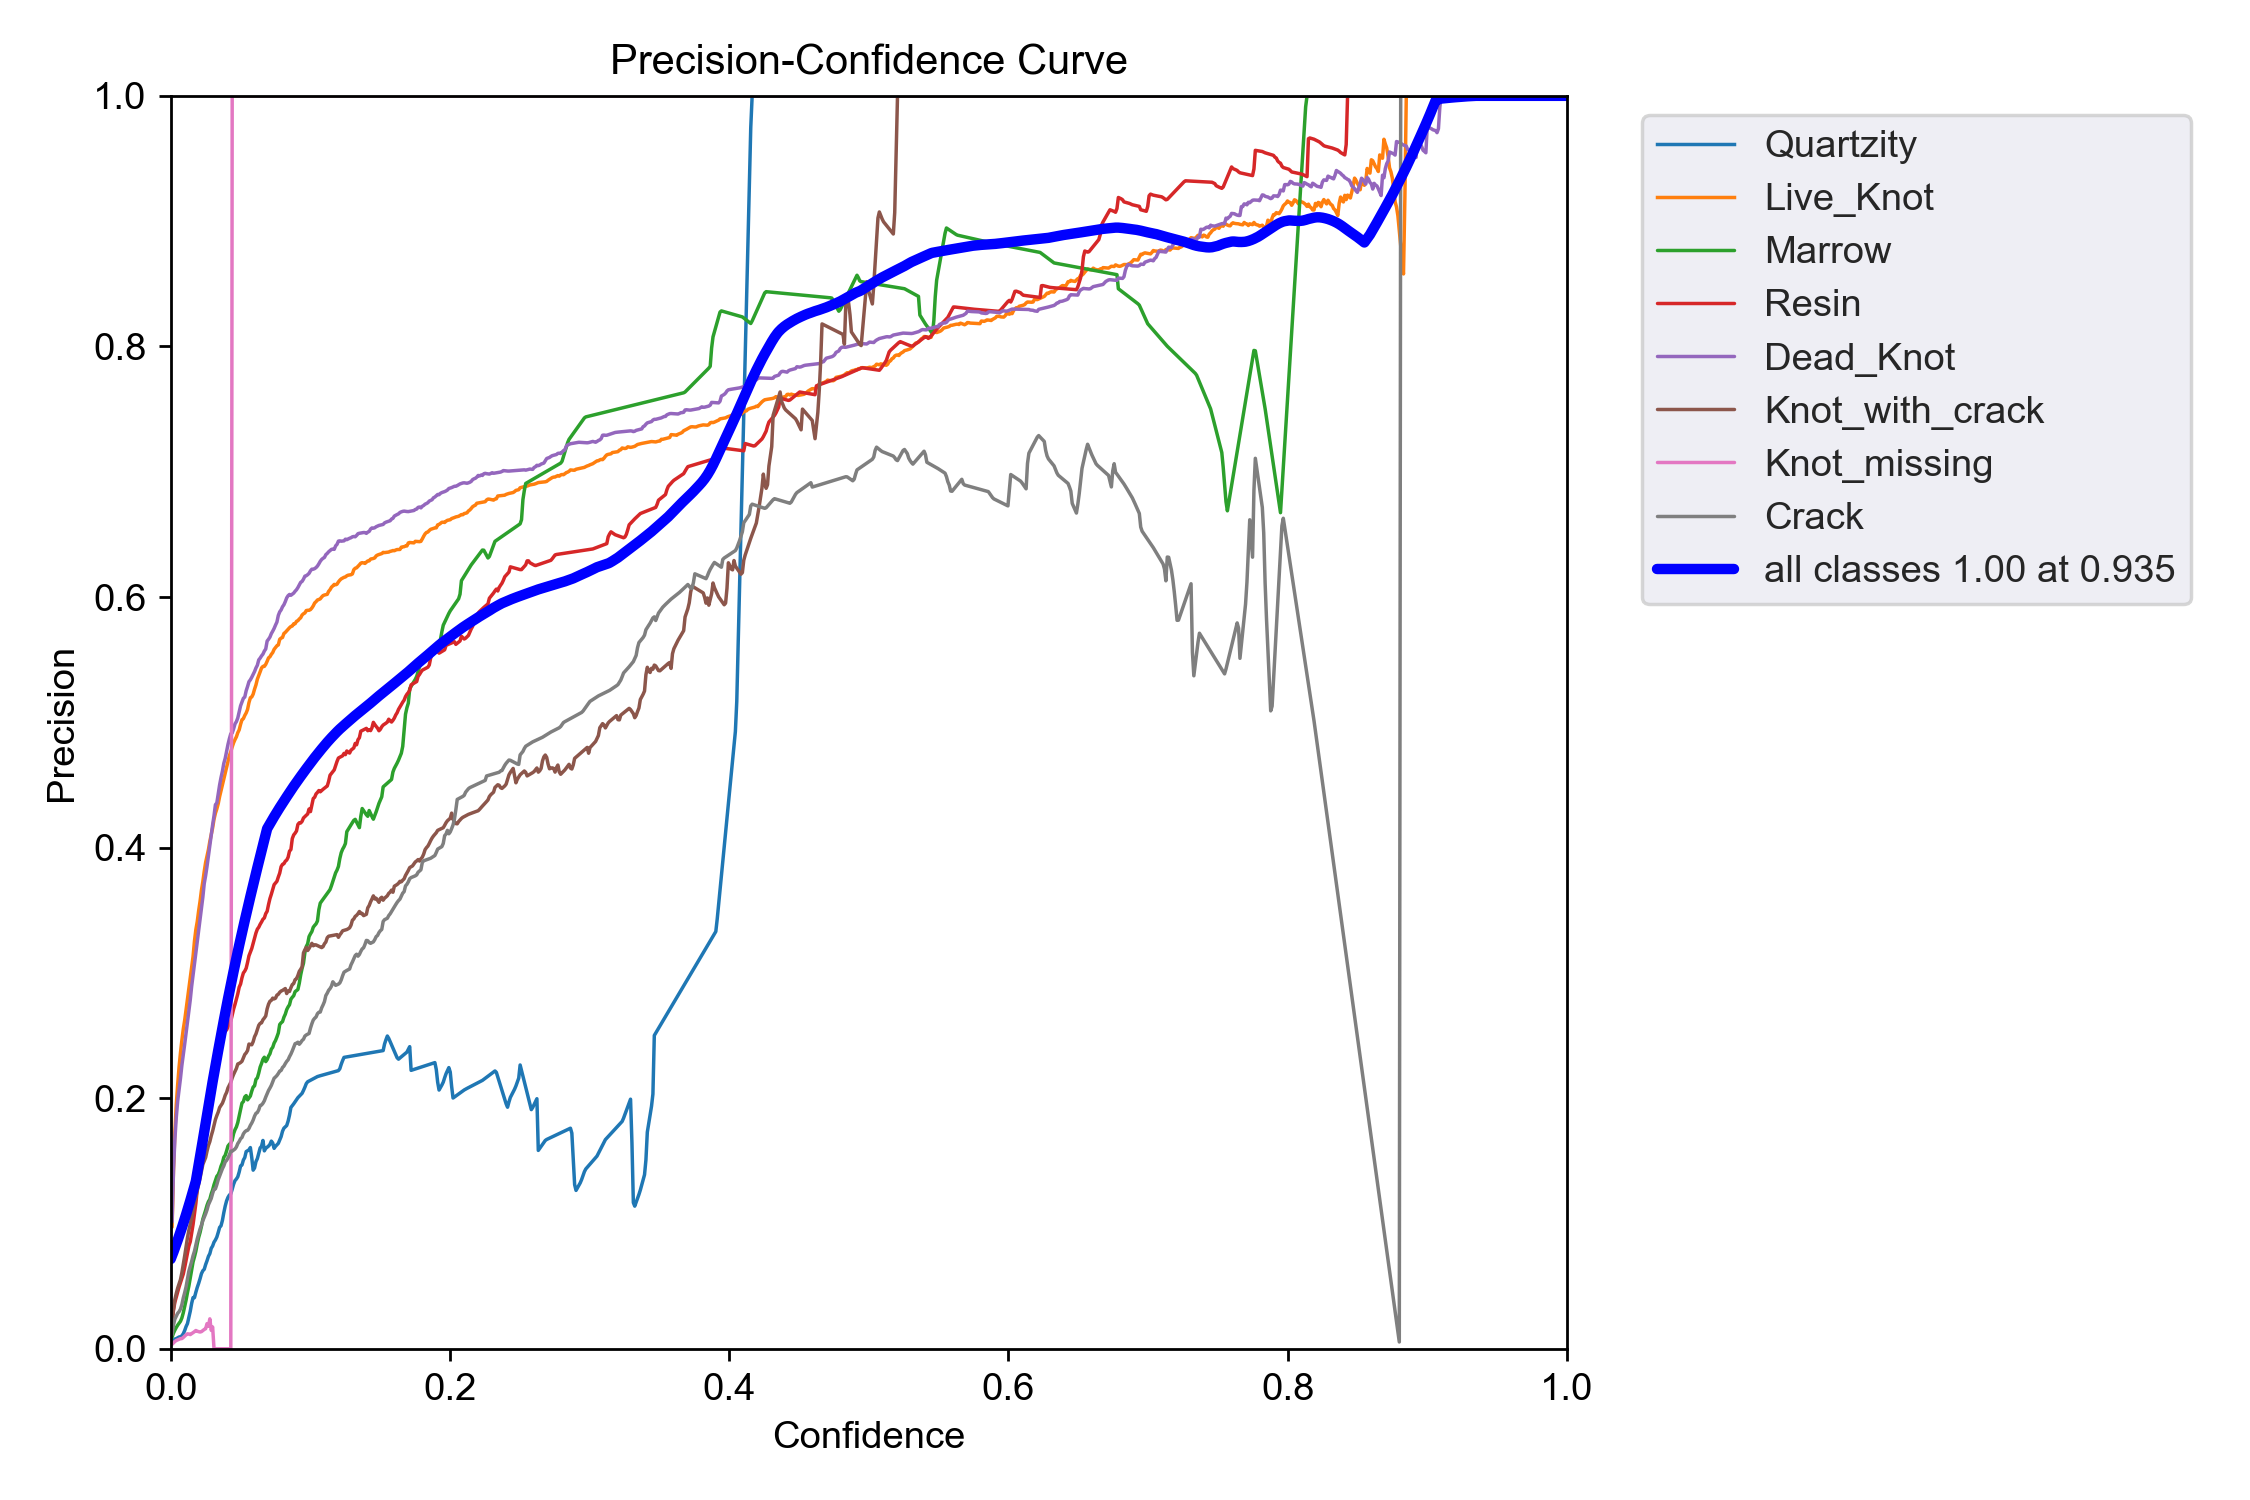 Precision-Confidence Curve
1.0
0.8
0.6
0.4
0.2
0.0
Precision
0.0 0.2 0.4 0.6 0.8 1.0
Confidence
Quartzity
Live_Knot
Marrow
Resin
Dead_Knot
Knot_with_crack
Knot_missing
Crack
all classes 1.00 at 0.935